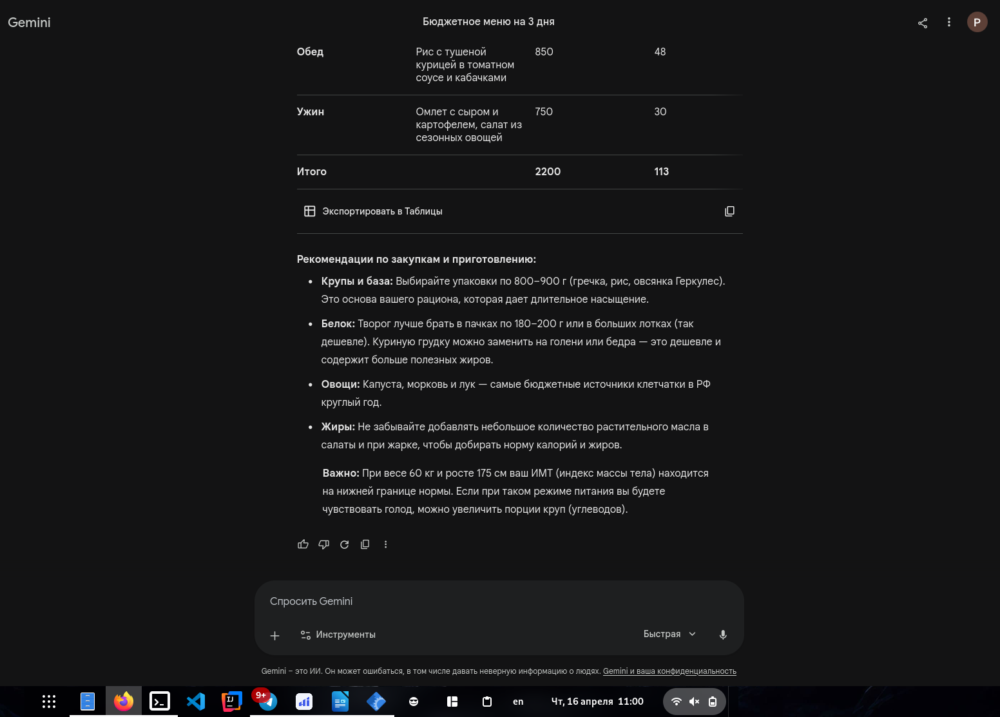 Gemini
Бюджетное меню на 3 дня
P
Обед
Рис с тушеной
курицей в томатном
соусе и кабачками
850
48
Ужин
Омлет с сыром и
картофелем, салат из
сезонных овощей
750
30
Итого
2200
113
Экспортировать в Таблицы
Рекомендации по закупкам и приготовлению:
• Крупы и база: Выбирайте упаковки по 800–900 г (гречка, рис, овсянка Геркулес).
Это основа вашего рациона, которая дает длительное насыщение.
• Белок: Творог лучше брать в пачках по 180–200 г или в больших лотках (так
дешевле). Куриную грудку можно заменить на голени или бедра — это дешевле и
содержит больше полезных жиров.
• Овощи: Капуста, морковь и лук — самые бюджетные источники клетчатки в РФ
круглый год.
• Жиры: Не забывайте добавлять небольшое количество растительного масла в
салаты и при жарке, чтобы добирать норму калорий и жиров.
Важно: При весе 60 кг и росте 175 см ваш ИМТ (индекс массы тела) находится
на нижней границе нормы. Если при таком режиме питания вы будете
чувствовать голод, можно увеличить порции круп (углеводов).
Спросить Gemini
Инструменты
Быстрая
Gemini – это ИИ. Он может ошибаться, в том числе давать неверную информацию о людях. Gemini и ваша конфиденциальность
IJ
9+
en
Чт, 16 апреля 11:00